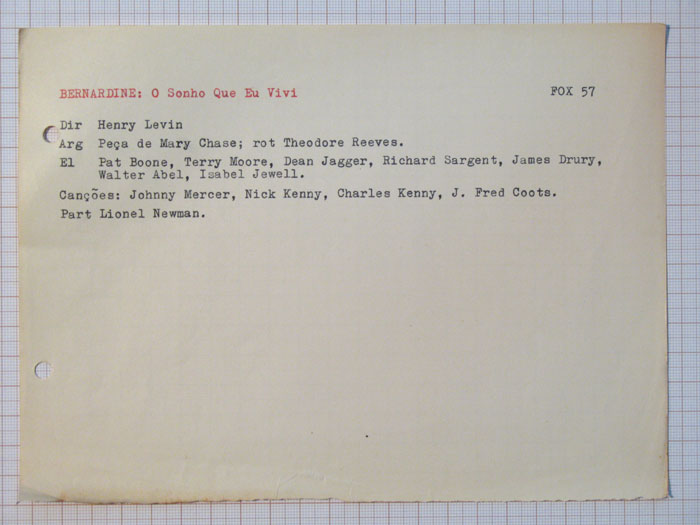 BERNARDINE: O Sonho Que Eu Vivi FOX 57
Dir Henry Levin
Arg Peça de Mary Chase; rot Theodore Reeves.
El Pat Boone, Terry Moore, Dean Jagger, Richard Sargent, James Drury,
Walter Abel, Isabel Jewell.
Canções: Johnny Mercer, Nick Kenny, Charles Kenny, J. Fred Coots.
Part Lionel Newman.